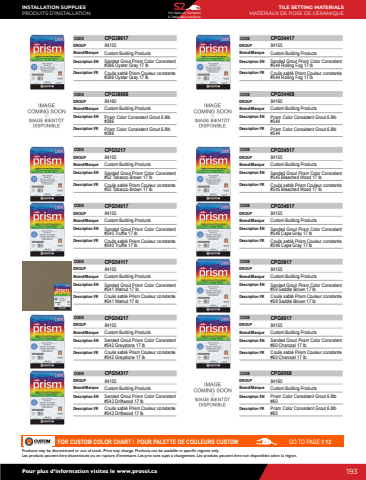 INSTALLATION SUPPLIES
PRODUITS D'INSTALLATION
TILE SETTING MATERIALS
MATÉRIAUX DE POSE DE CÉRAMIQUE
CODE CPG38617
GROUP 84155
Brand/Marque Custom Building Products
Description EN Sanded Grout Prism Color Consistent
#386 Oyster Gray 17 lb
Description FR Coulis sablé Prism Couleur constante
#386 Oyster Gray 17 lb
IMAGE
COMING SOON
IMAGE BIENTÔT
DISPONIBLE
CODE CPG38668
GROUP 84160
Brand/Marque Custom Building Products
Description EN Prism Color Consistent Grout 6.8lb
#386
Description FR Prism Color Consistent Grout 6.8lb
#386
CODE CPG5217
GROUP 84155
Brand/Marque Custom Building Products
Description EN Sanded Grout Prism Color Consistent
#52 Tobacco Brown 17 lb
Description FR Coulis sablé Prism Couleur constante
#52 Tobacco Brown 17 lb
CODE CPG54017
GROUP 84155
Brand/Marque Custom Building Products
Description EN Sanded Grout Prism Color Consistent
#540 Truffle 17 lb
Description FR Coulis sablé Prism Couleur constante
#540 Truffle 17 lb
CODE CPG54117
GROUP 84155
Brand/Marque Custom Building Products
Description EN Sanded Grout Prism Color Consistent
#541 Walnut 17 lb
Description FR Coulis sablé Prism Couleur constante
#541 Walnut 17 lb
CODE CPG54217
GROUP 84155
Brand/Marque Custom Building Products
Description EN Sanded Grout Prism Color Consistent
#542 Graystone 17 lb
Description FR Coulis sablé Prism Couleur constante
#542 Graystone 17 lb
CODE CPG54317
GROUP 84155
Brand/Marque Custom Building Products
Description EN Sanded Grout Prism Color Consistent
#543 Driftwood 17 lb
Description FR Coulis sablé Prism Couleur constante
#543 Driftwood 17 lb
CODE CPG54417
GROUP 84155
Brand/Marque Custom Building Products
Description EN Sanded Grout Prism Color Consistent
#544 Rolling Fog 17 lb
Description FR Coulis sablé Prism Couleur constante
#544 Rolling Fog 17 lb
IMAGE
COMING SOON
IMAGE BIENTÔT
DISPONIBLE
CODE CPG54468
GROUP 84160
Brand/Marque Custom Building Products
Description EN Prism Color Consistent Grout 6.8lb
#544
Description FR Prism Color Consistent Grout 6.8lb
#544
CODE CPG54517
GROUP 84155
Brand/Marque Custom Building Products
Description EN Sanded Grout Prism Color Consistent
#545 Bleached Wood 17 lb
Description FR Coulis sablé Prism Couleur constante
#545 Bleached Wood 17 lb
CODE CPG54617
GROUP 84155
Brand/Marque Custom Building Products
Description EN Sanded Grout Prism Color Consistent
#546 Cape Gray 17 lb
Description FR Coulis sablé Prism Couleur constante
#546 Cape Gray 17 lb
CODE CPG5917
GROUP 84155
Brand/Marque Custom Building Products
Description EN Sanded Grout Prism Color Consistent
#59 Saddle Brown 17 lb
Description FR Coulis sablé Prism Couleur constante
#59 Saddle Brown 17 lb
CODE CPG6017
GROUP 84155
Brand/Marque Custom Building Products
Description EN Sanded Grout Prism Color Consistent
#60 Charcoal 17 lb
Description FR Coulis sablé Prism Couleur constante
#60 Charcoal 17 lb
IMAGE
COMING SOON
IMAGE BIENTÔT
DISPONIBLE
CODE CPG6068
GROUP 84160
Brand/Marque Custom Building Products
Description EN Prism Color Consistent Grout 6.8lb
#60
Description FR Prism Color Consistent Grout 6.8lb
#60
CUSTOM FOR CUSTOM COLOR CHART / POUR PALETTE DE COULEURS CUSTOM GO TO PAGE # 12
Products may be discontinued or out of stock. Price may change. Products can be available in specific regions only.
Les produits peuvent être discontinués ou en rupture d'inventaire. Les prix sont sujet à changement. Les produits peuvent être non disponibles selon la région.
Pour plus d'information visitez le www.prosol.ca 193